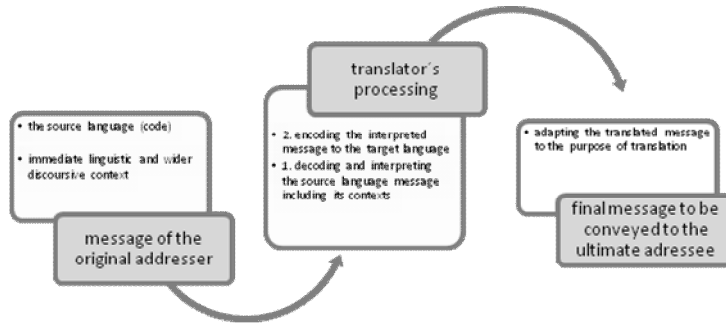 • the source language (code)
• immediate linguistic and wider
discoursive context
message of the
original addresser
translator´s
processing
• 2. encoding the interpreted
message to the target language
• 1. decoding and interpreting
the source language message
including its contexts
• adapting the translated message
to the purpose of translation
final message to be
conveyed to the
ultimate adressee